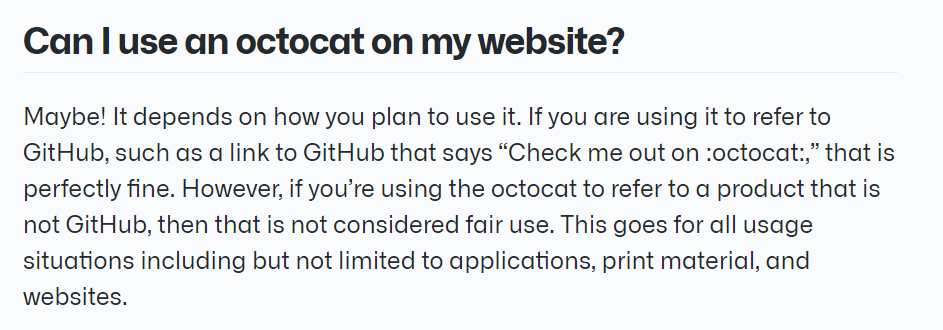 Can I use an octocat on my website?
Maybe! It depends on how you plan to use it. If you are using it to refer to
GitHub, such as a link to GitHub that says “Check me out on :octocat:,” that is
perfectly fine. However, if you’re using the octocat to refer to a product that is
not GitHub, then that is not considered fair use. This goes for all usage
situations including but not limited to applications, print material, and
websites.